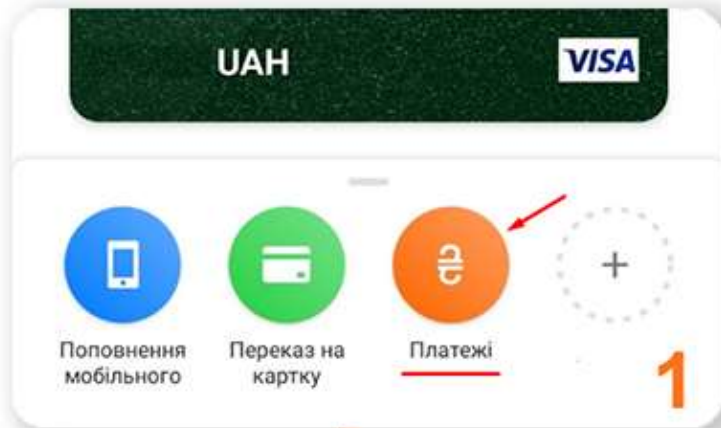 UAH
VISA
Поповнення
мобільного
Переказ на
картку
Платежі
1